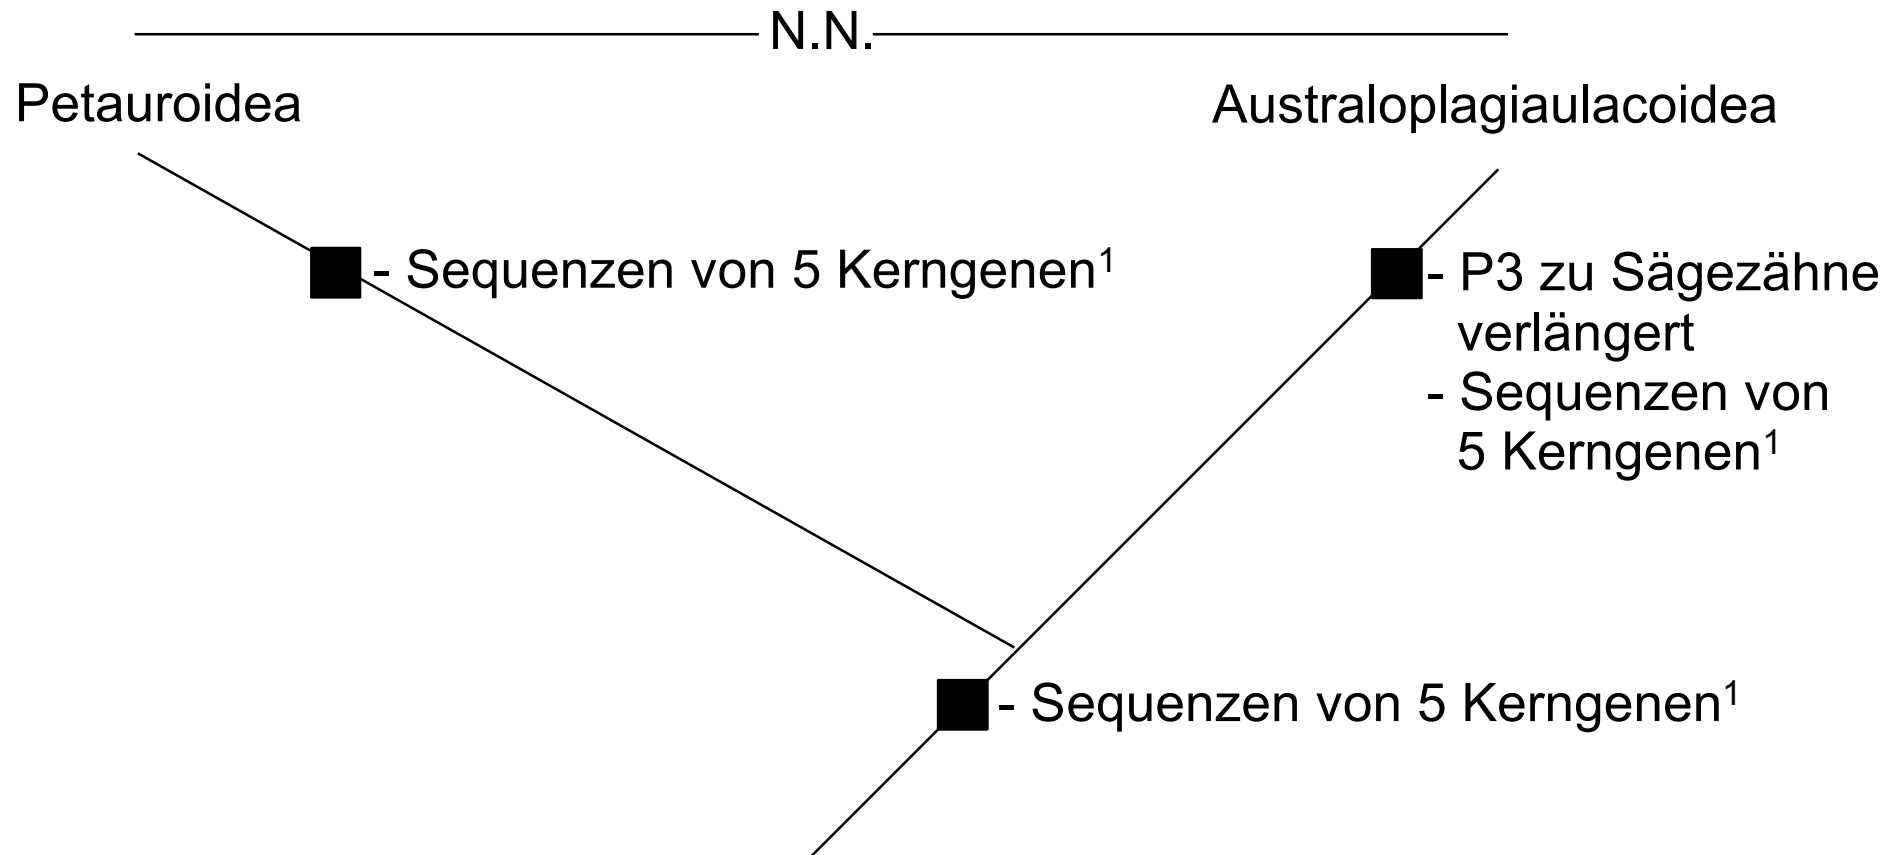 N.N.
Petauroidea
Australoplagiaulacoidea
- Sequenzen von 5 Kerngenen¹
- P3 zu Sägezähne
verlängert
- Sequenzen von
5 Kerngenen¹
- Sequenzen von 5 Kerngenen¹